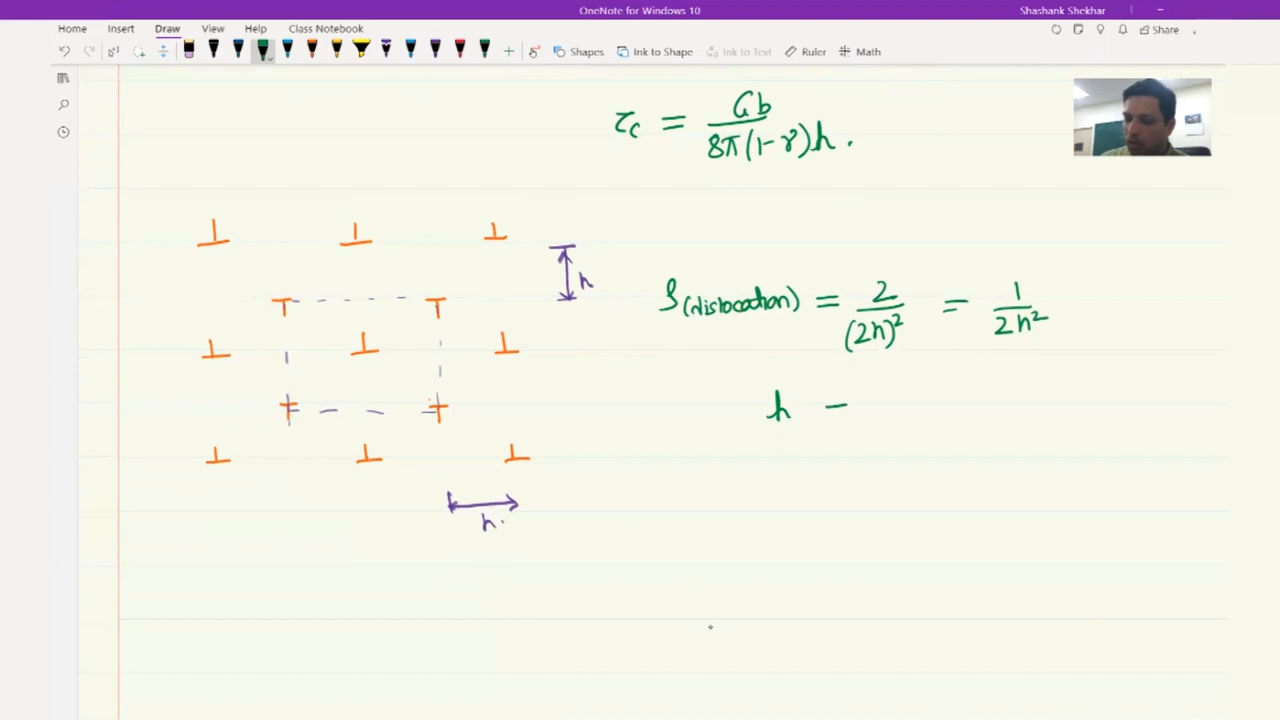 OneNote for Windows 10
Shashank Shekhar
Home Insert Draw View Help Class Notebook
Share
Shapes Ink to Shape Ink to Text Ruler Math
τc = Gb / 8π(1-γ)h .
h
ρ(dislocation) = 2 / (2h)² = 1 / 2h²
h –
h.